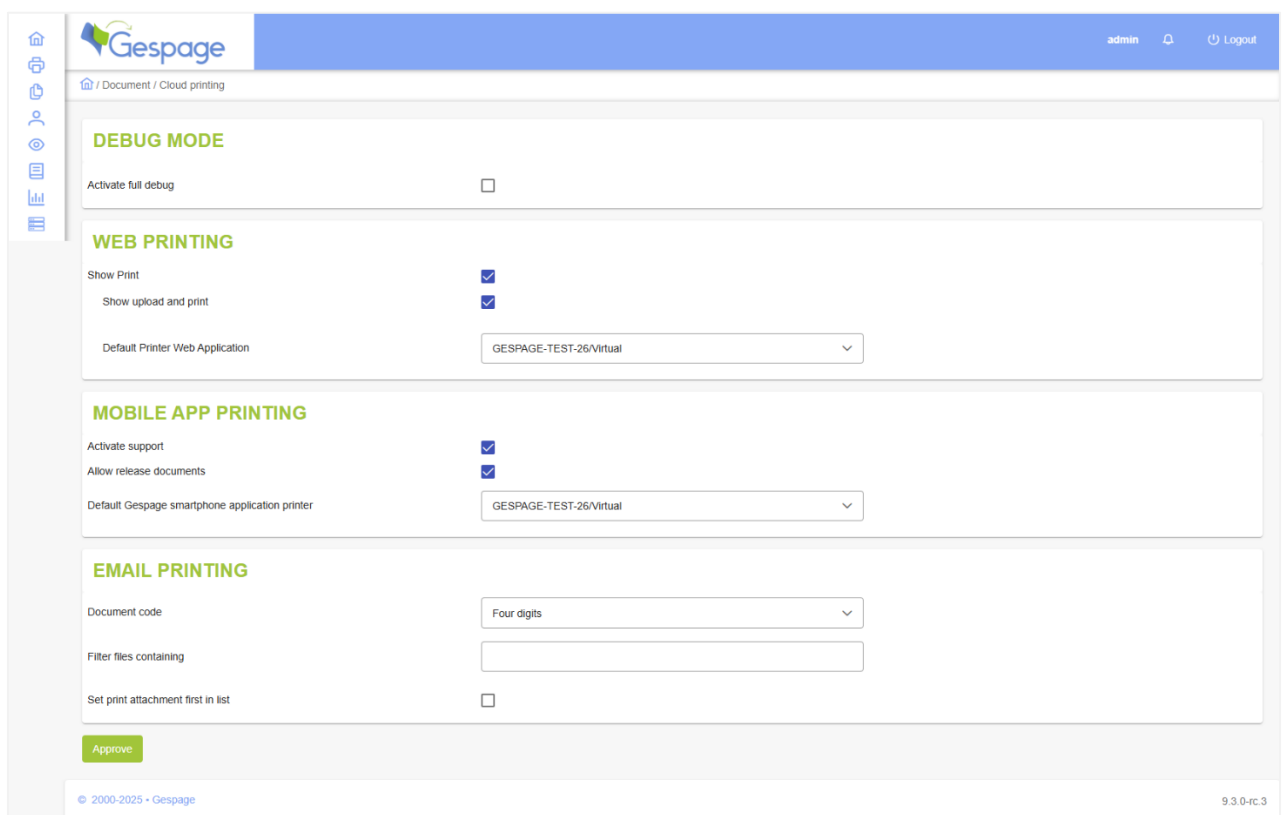 Gespage
admin Logout
/ Document / Cloud printing
DEBUG MODE
Activate full debug
WEB PRINTING
Show Print
Show upload and print
Default Printer Web Application GESPAGE-TEST-26/Virtual
MOBILE APP PRINTING
Activate support
Allow release documents
Default Gespage smartphone application printer GESPAGE-TEST-26/Virtual
EMAIL PRINTING
Document code Four digits
Filter files containing
Set print attachment first in list
Approve
© 2000-2025 • Gespage 9.3.0-rc.3